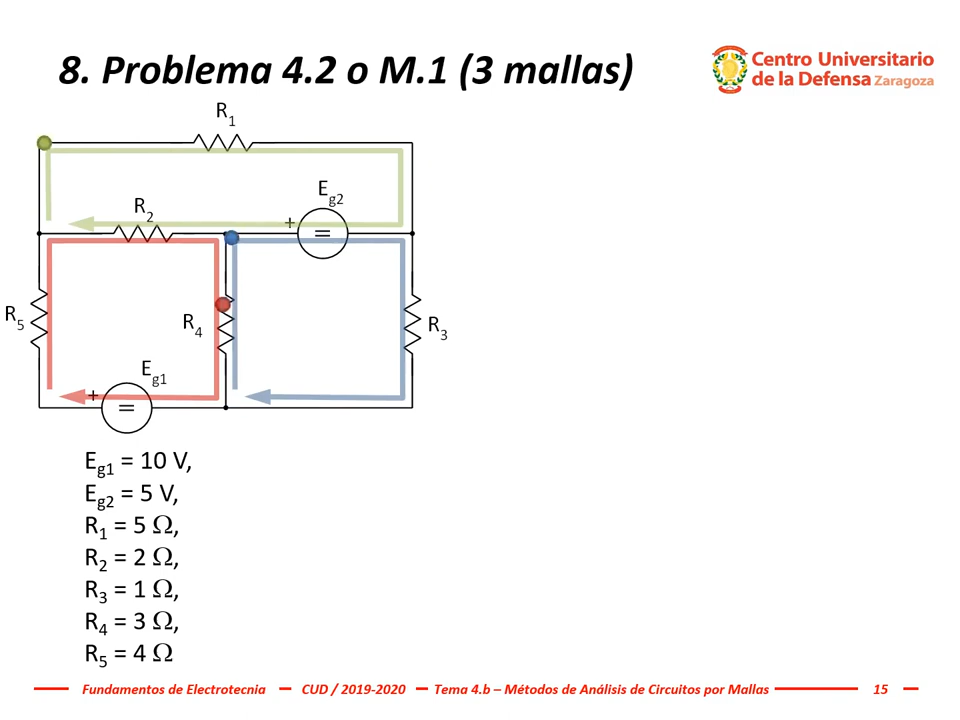 8. Problema 4.2 o M.1 (3 mallas)
Centro Universitario
de la Defensa Zaragoza
R1
Eg2
R2
+
=
R5
R4
R3
Eg1
+
=
Eg1 = 10 V,
Eg2 = 5 V,
R1 = 5 Ω,
R2 = 2 Ω,
R3 = 1 Ω,
R4 = 3 Ω,
R5 = 4 Ω
Fundamentos de Electrotecnia CUD / 2019-2020 Tema 4.b – Métodos de Análisis de Circuitos por Mallas 15